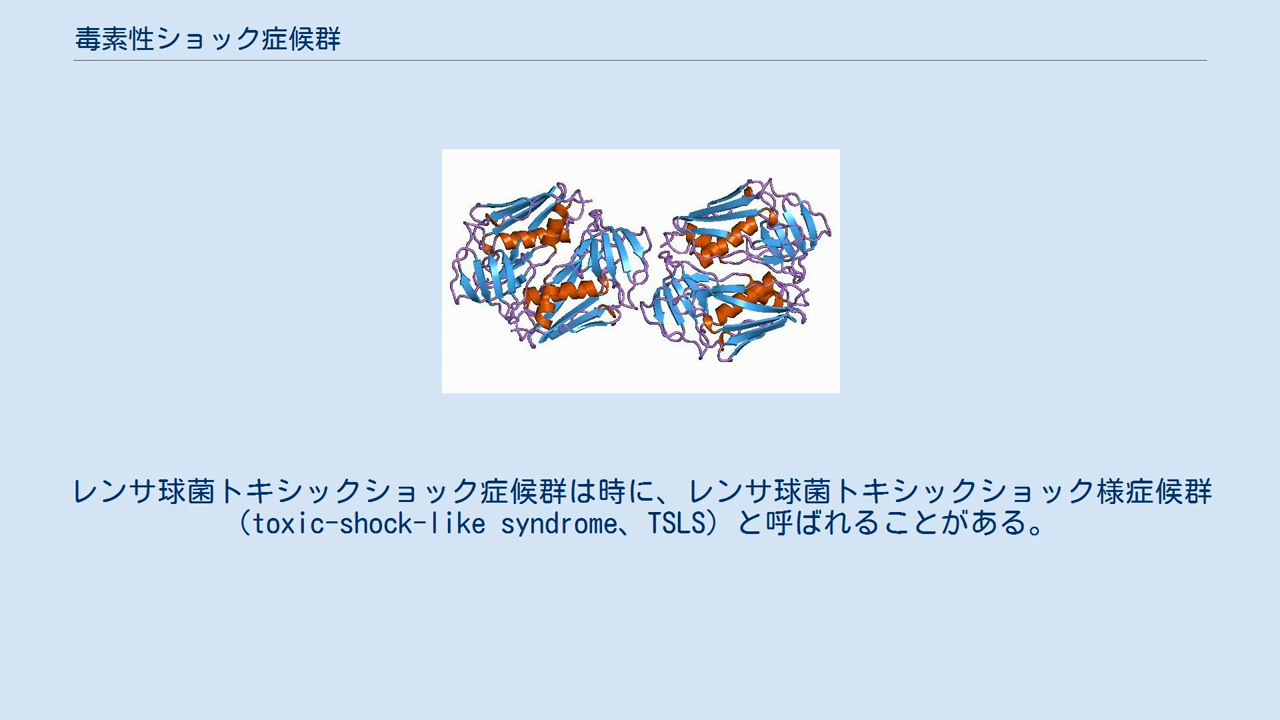 毒素性ショック症候群
レンサ球菌トキシックショック症候群は時に、レンサ球菌トキシックショック様症候群
（toxic-shock-like syndrome、TSLS）と呼ばれることがある。